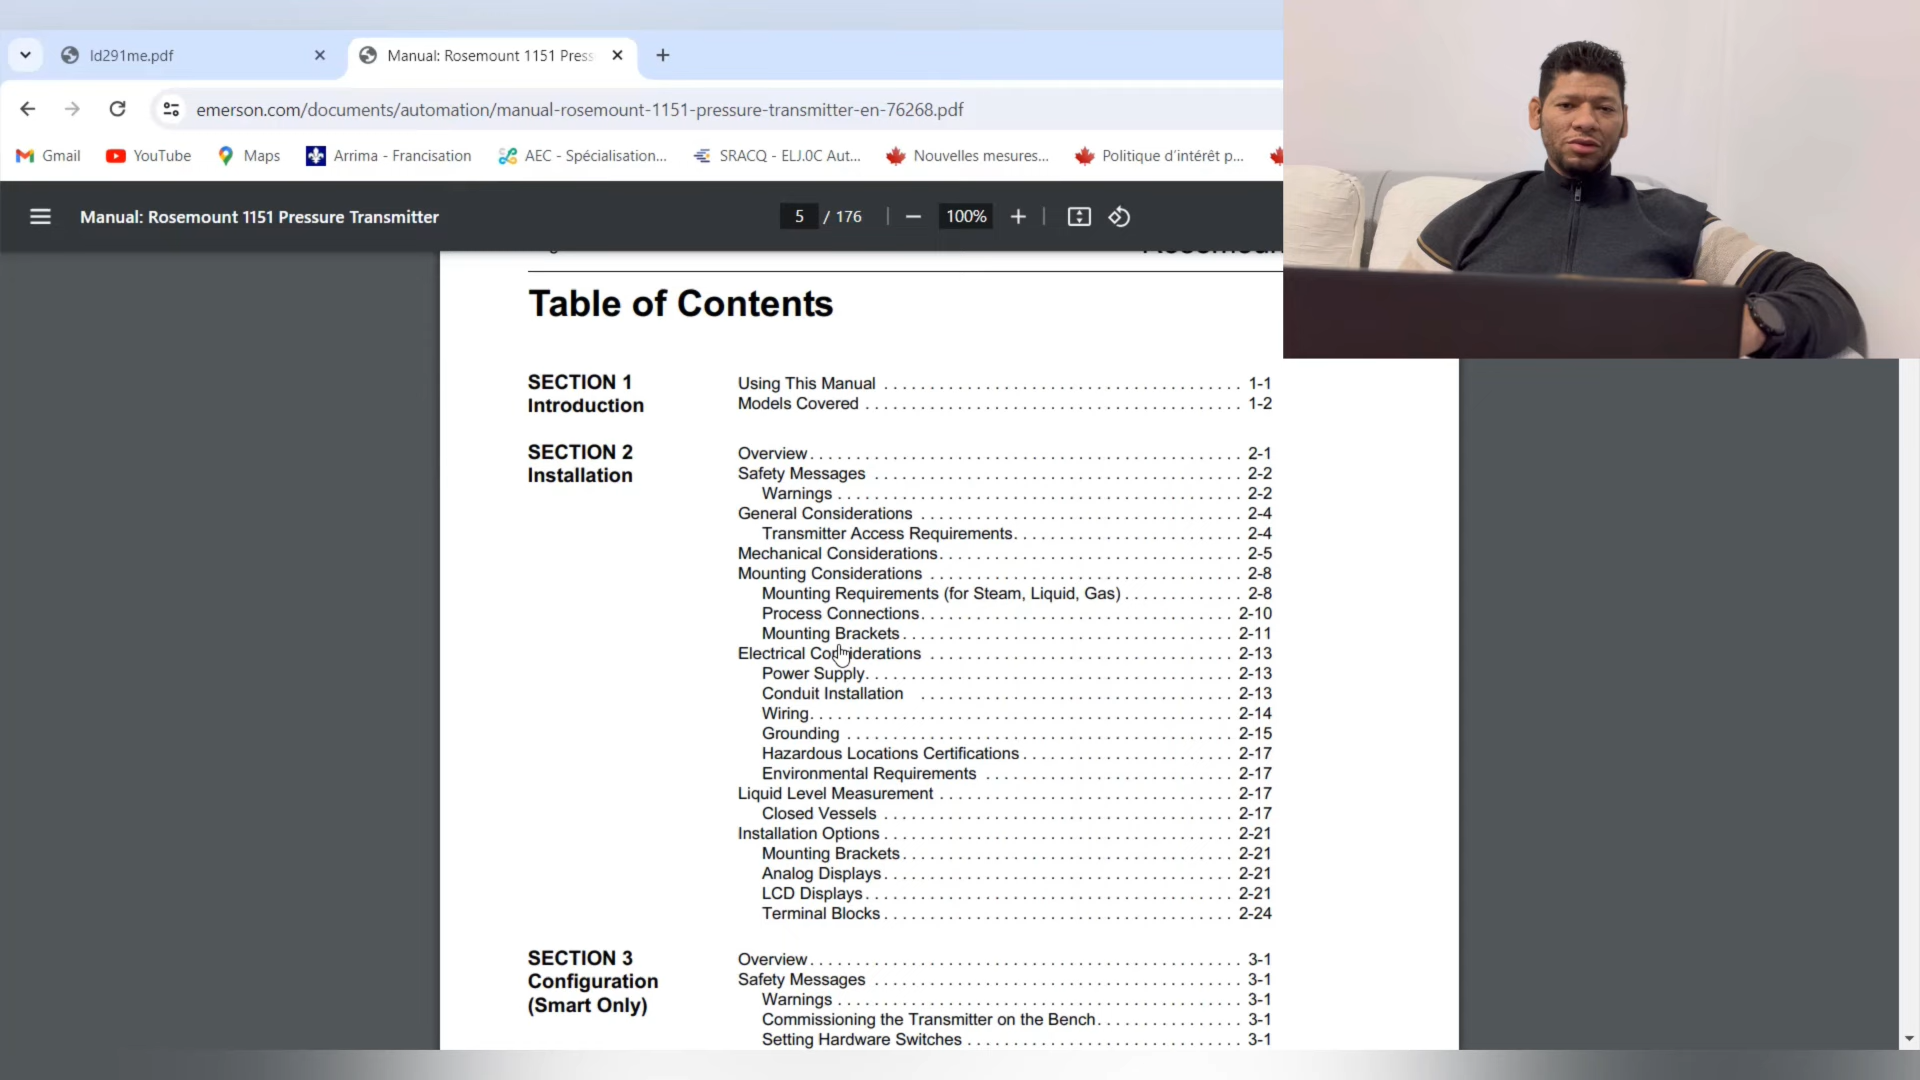 ld291me.pdf
Manual: Rosemount 1151 Press
emerson.com/documents/automation/manual-rosemount-1151-pressure-transmitter-en-76268.pdf
Gmail YouTube Maps Arrima - Francisation AEC - Spécialisation... SRACQ - ELJ.0C Aut... Nouvelles mesures... Politique d'intérêt p...
Manual: Rosemount 1151 Pressure Transmitter 5 / 176 100%
Table of Contents
SECTION 1
Introduction
Using This Manual . . . . . . . . . . . . . . . . . . . . . . . . . . . . . . . 1-1
Models Covered . . . . . . . . . . . . . . . . . . . . . . . . . . . . . . . . 1-2
SECTION 2
Installation
Overview . . . . . . . . . . . . . . . . . . . . . . . . . . . . . . . . . . . . 2-1
Safety Messages . . . . . . . . . . . . . . . . . . . . . . . . . . . . . . . 2-2
Warnings . . . . . . . . . . . . . . . . . . . . . . . . . . . . . . . . . . 2-2
General Considerations . . . . . . . . . . . . . . . . . . . . . . . . . . . 2-4
Transmitter Access Requirements. . . . . . . . . . . . . . . . . . . 2-4
Mechanical Considerations. . . . . . . . . . . . . . . . . . . . . . . . . 2-5
Mounting Considerations . . . . . . . . . . . . . . . . . . . . . . . . . . 2-8
Mounting Requirements (for Steam, Liquid, Gas) . . . . . . . . . . 2-8
Process Connections. . . . . . . . . . . . . . . . . . . . . . . . . . . 2-10
Mounting Brackets . . . . . . . . . . . . . . . . . . . . . . . . . . . . 2-11
Electrical Considerations . . . . . . . . . . . . . . . . . . . . . . . . . . 2-13
Power Supply. . . . . . . . . . . . . . . . . . . . . . . . . . . . . . . . 2-13
Conduit Installation . . . . . . . . . . . . . . . . . . . . . . . . . . . 2-13
Wiring. . . . . . . . . . . . . . . . . . . . . . . . . . . . . . . . . . . . 2-14
Grounding . . . . . . . . . . . . . . . . . . . . . . . . . . . . . . . . . 2-15
Hazardous Locations Certifications . . . . . . . . . . . . . . . . . . 2-17
Environmental Requirements . . . . . . . . . . . . . . . . . . . . . 2-17
Liquid Level Measurement . . . . . . . . . . . . . . . . . . . . . . . . . 2-17
Closed Vessels . . . . . . . . . . . . . . . . . . . . . . . . . . . . . . 2-17
Installation Options . . . . . . . . . . . . . . . . . . . . . . . . . . . . . 2-21
Mounting Brackets . . . . . . . . . . . . . . . . . . . . . . . . . . . . 2-21
Analog Displays . . . . . . . . . . . . . . . . . . . . . . . . . . . . . . 2-21
LCD Displays . . . . . . . . . . . . . . . . . . . . . . . . . . . . . . . . 2-21
Terminal Blocks . . . . . . . . . . . . . . . . . . . . . . . . . . . . . . 2-24
SECTION 3
Configuration
(Smart Only)
Overview . . . . . . . . . . . . . . . . . . . . . . . . . . . . . . . . . . . . 3-1
Safety Messages . . . . . . . . . . . . . . . . . . . . . . . . . . . . . . . 3-1
Warnings . . . . . . . . . . . . . . . . . . . . . . . . . . . . . . . . . . 3-1
Commissioning the Transmitter on the Bench . . . . . . . . . . . . 3-1
Setting Hardware Switches . . . . . . . . . . . . . . . . . . . . . . . 3-1